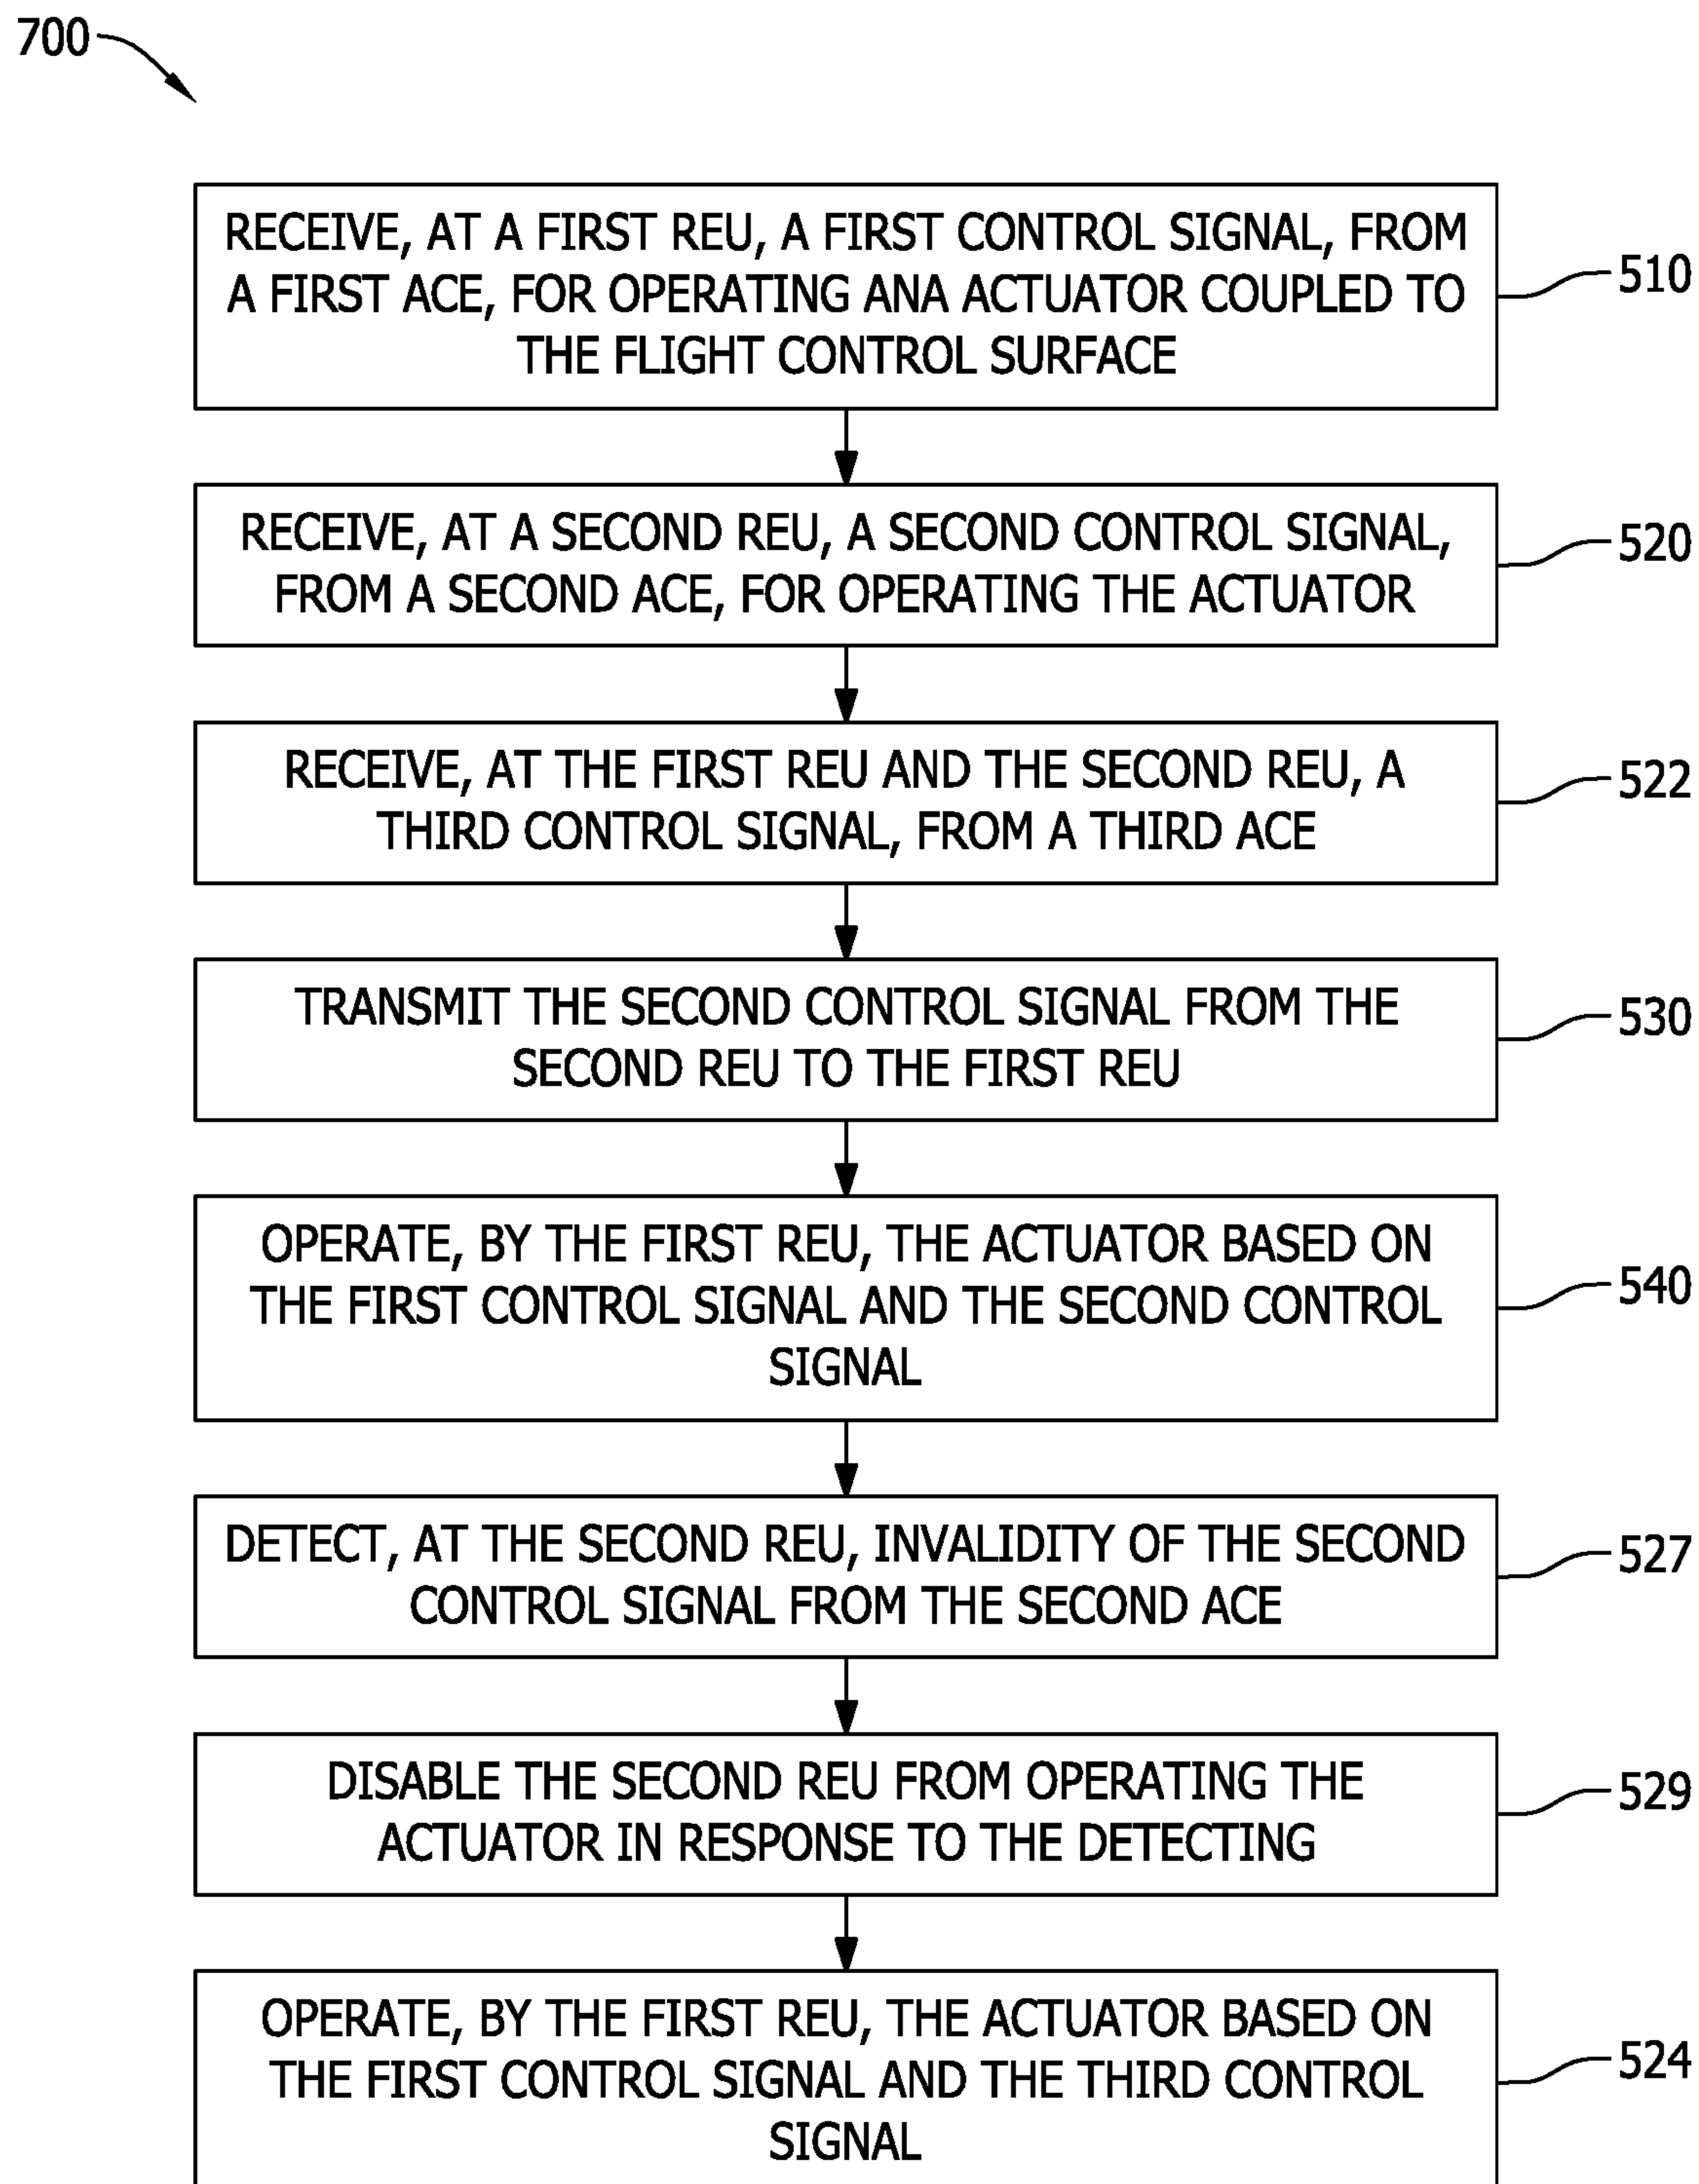 700
RECEIVE, AT A FIRST REU, A FIRST CONTROL SIGNAL, FROM
A FIRST ACE, FOR OPERATING ANA ACTUATOR COUPLED TO
THE FLIGHT CONTROL SURFACE
510
RECEIVE, AT A SECOND REU, A SECOND CONTROL SIGNAL,
FROM A SECOND ACE, FOR OPERATING THE ACTUATOR
520
RECEIVE, AT THE FIRST REU AND THE SECOND REU, A
THIRD CONTROL SIGNAL, FROM A THIRD ACE
522
TRANSMIT THE SECOND CONTROL SIGNAL FROM THE
SECOND REU TO THE FIRST REU
530
OPERATE, BY THE FIRST REU, THE ACTUATOR BASED ON
THE FIRST CONTROL SIGNAL AND THE SECOND CONTROL
SIGNAL
540
DETECT, AT THE SECOND REU, INVALIDITY OF THE SECOND
CONTROL SIGNAL FROM THE SECOND ACE
527
DISABLE THE SECOND REU FROM OPERATING THE
ACTUATOR IN RESPONSE TO THE DETECTING
529
OPERATE, BY THE FIRST REU, THE ACTUATOR BASED ON
THE FIRST CONTROL SIGNAL AND THE THIRD CONTROL
SIGNAL
524